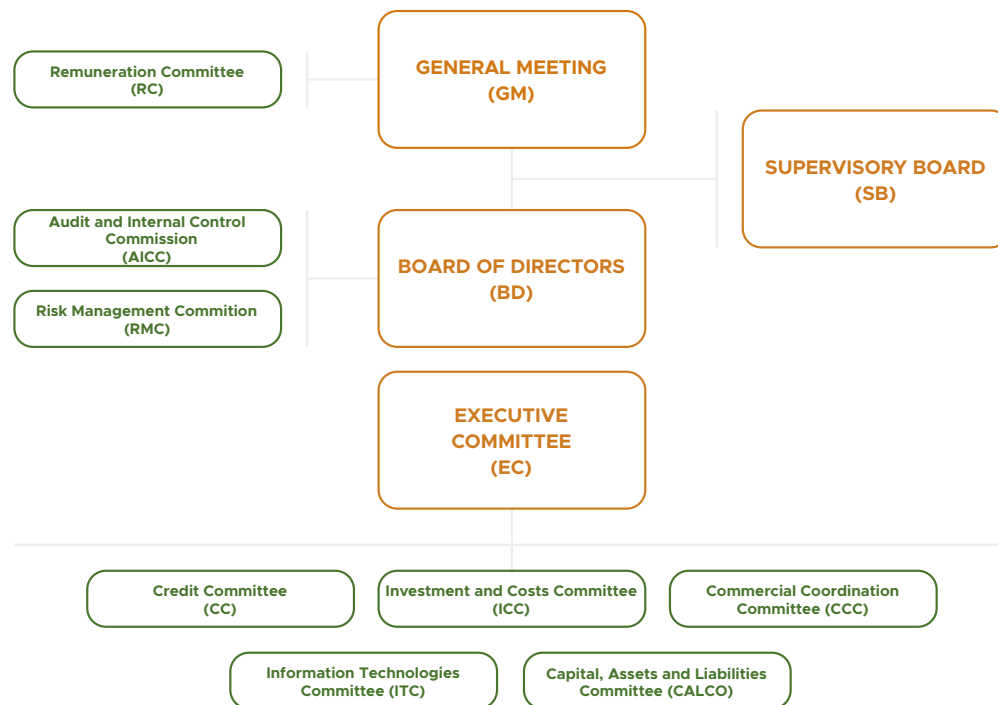 GENERAL MEETING
(GM)
Remuneration Committee
(RC)
SUPERVISORY BOARD
(SB)
Audit and Internal Control
Commission
(AICC)
BOARD OF DIRECTORS
(BD)
Risk Management Commition
(RMC)
EXECUTIVE
COMMITTEE
(EC)
Credit Committee
(CC)
Investment and Costs Committee
(ICC)
Commercial Coordination
Committee (CCC)
Information Technologies
Committee (ITC)
Capital, Assets and Liabilities
Committee (CALCO)